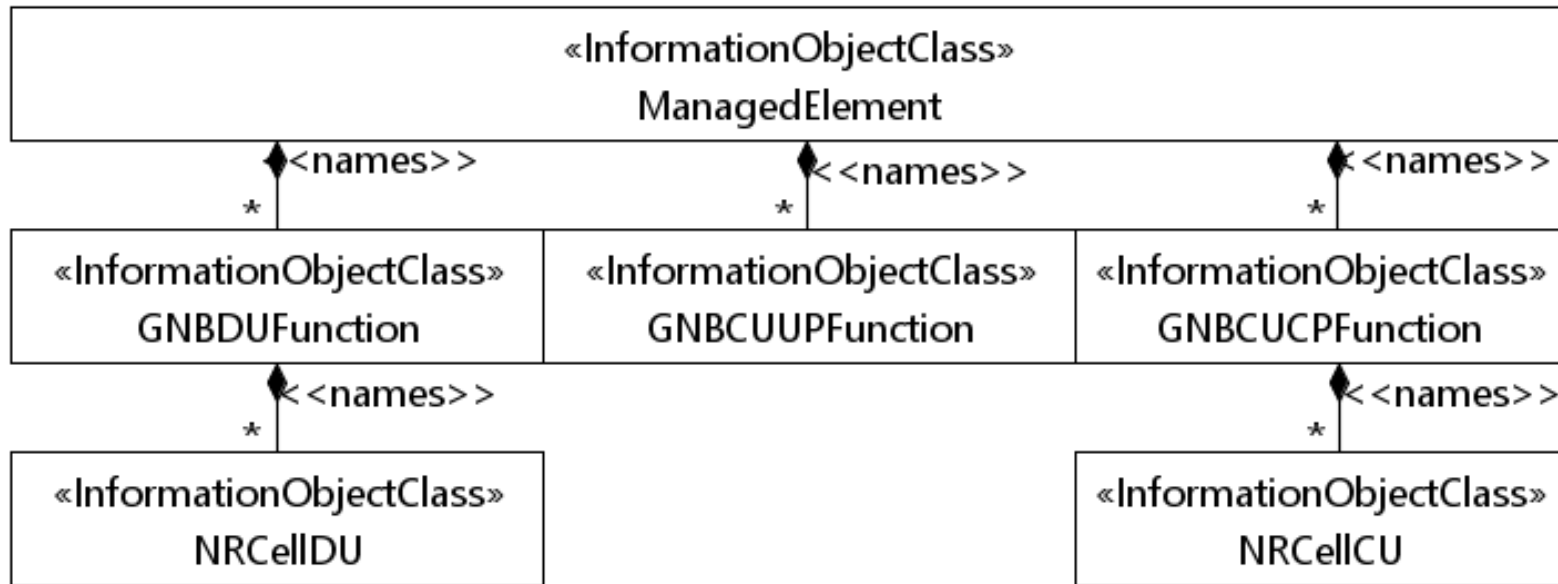 «InformationObjectClass»
ManagedElement
<names>> <<names>> <<names>>
* * *
«InformationObjectClass» «InformationObjectClass» «InformationObjectClass»
GNBDUFunction GNBCUUPFunction GNBCUCPFunction
<<names>> <<names>>
* *
«InformationObjectClass» «InformationObjectClass»
NRCellDU NRCellCU